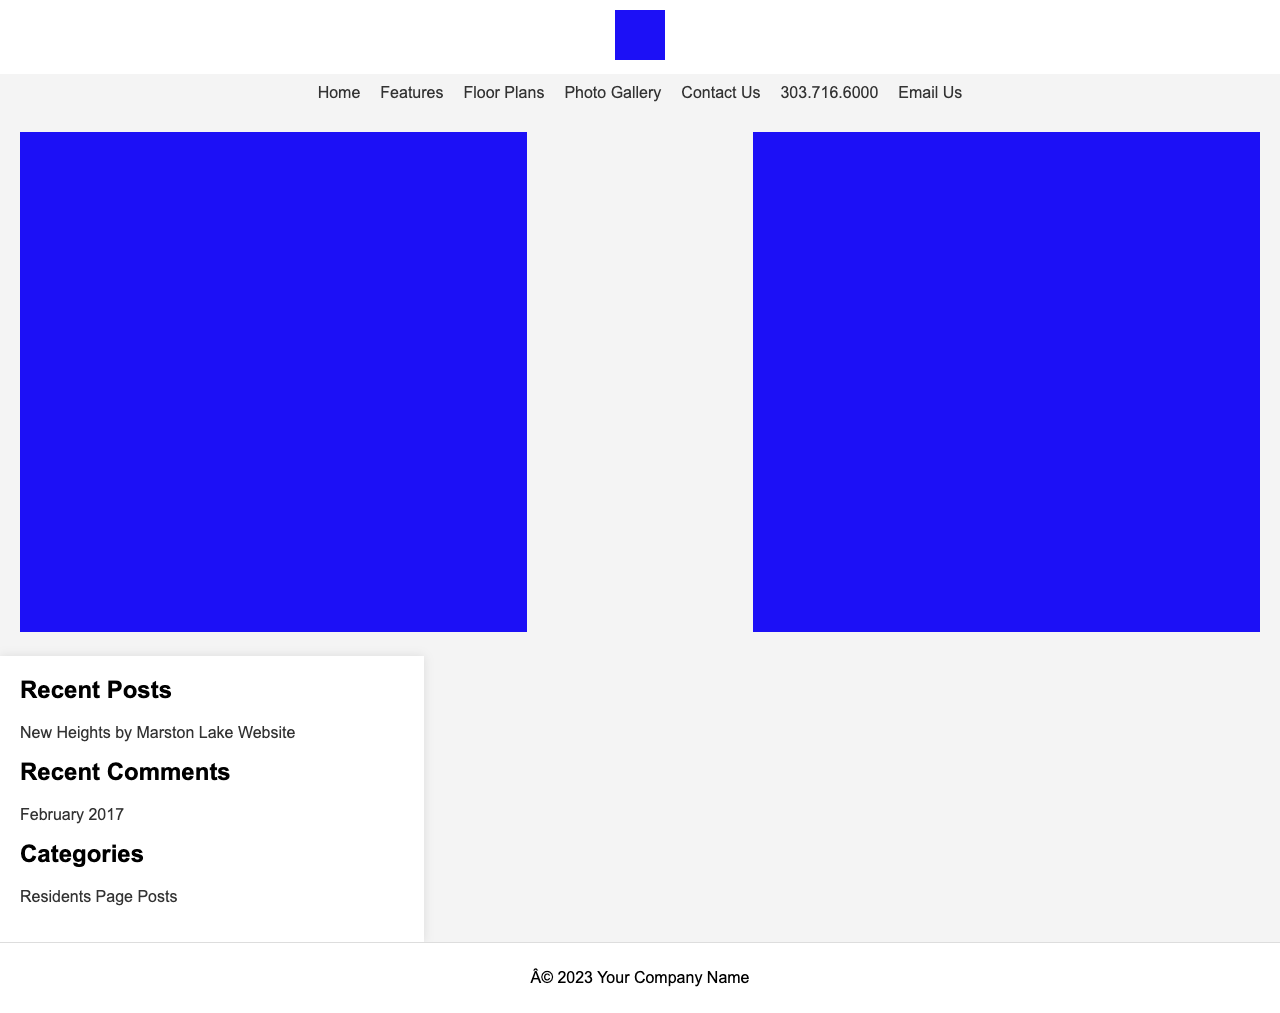 Home Features Floor Plans Photo Gallery Contact Us 303.716.6000 Email Us
Recent Posts
New Heights by Marston Lake Website
Recent Comments
February 2017
Categories
Residents Page Posts
Â© 2023 Your Company Name